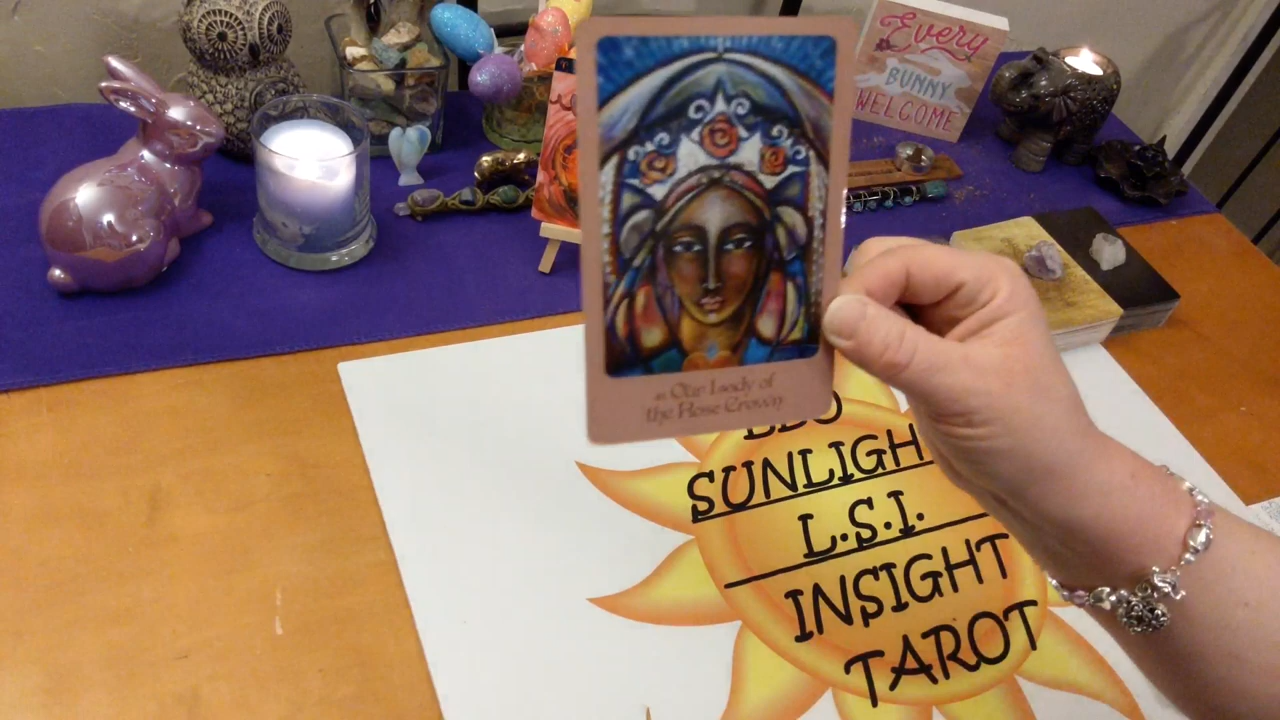 Every
BUNNY
WELCOME
Our Lady of
the Rose Crown
SUNLIGH
L.S.I.
INSIGHT
TAROT